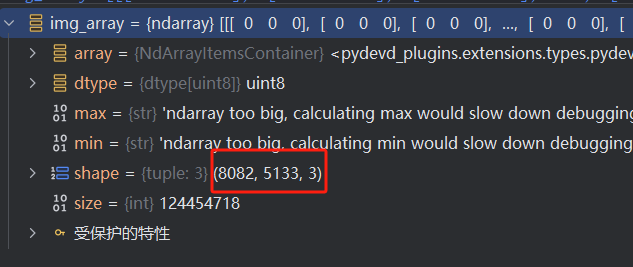 img_array = {ndarray} [[[ 0 0 0], [ 0 0 0], [ 0 0 0], ..., [ 0 0 0], [
array = {NdArrayItemsContainer} <pydevd_plugins.extensions.types.pydev
dtype = {dtype[uint8]} uint8
max = {str} 'ndarray too big, calculating max would slow down debugging
min = {str} 'ndarray too big, calculating min would slow down debugging
shape = {tuple: 3} (8082, 5133, 3)
size = {int} 124454718
受保护的特性